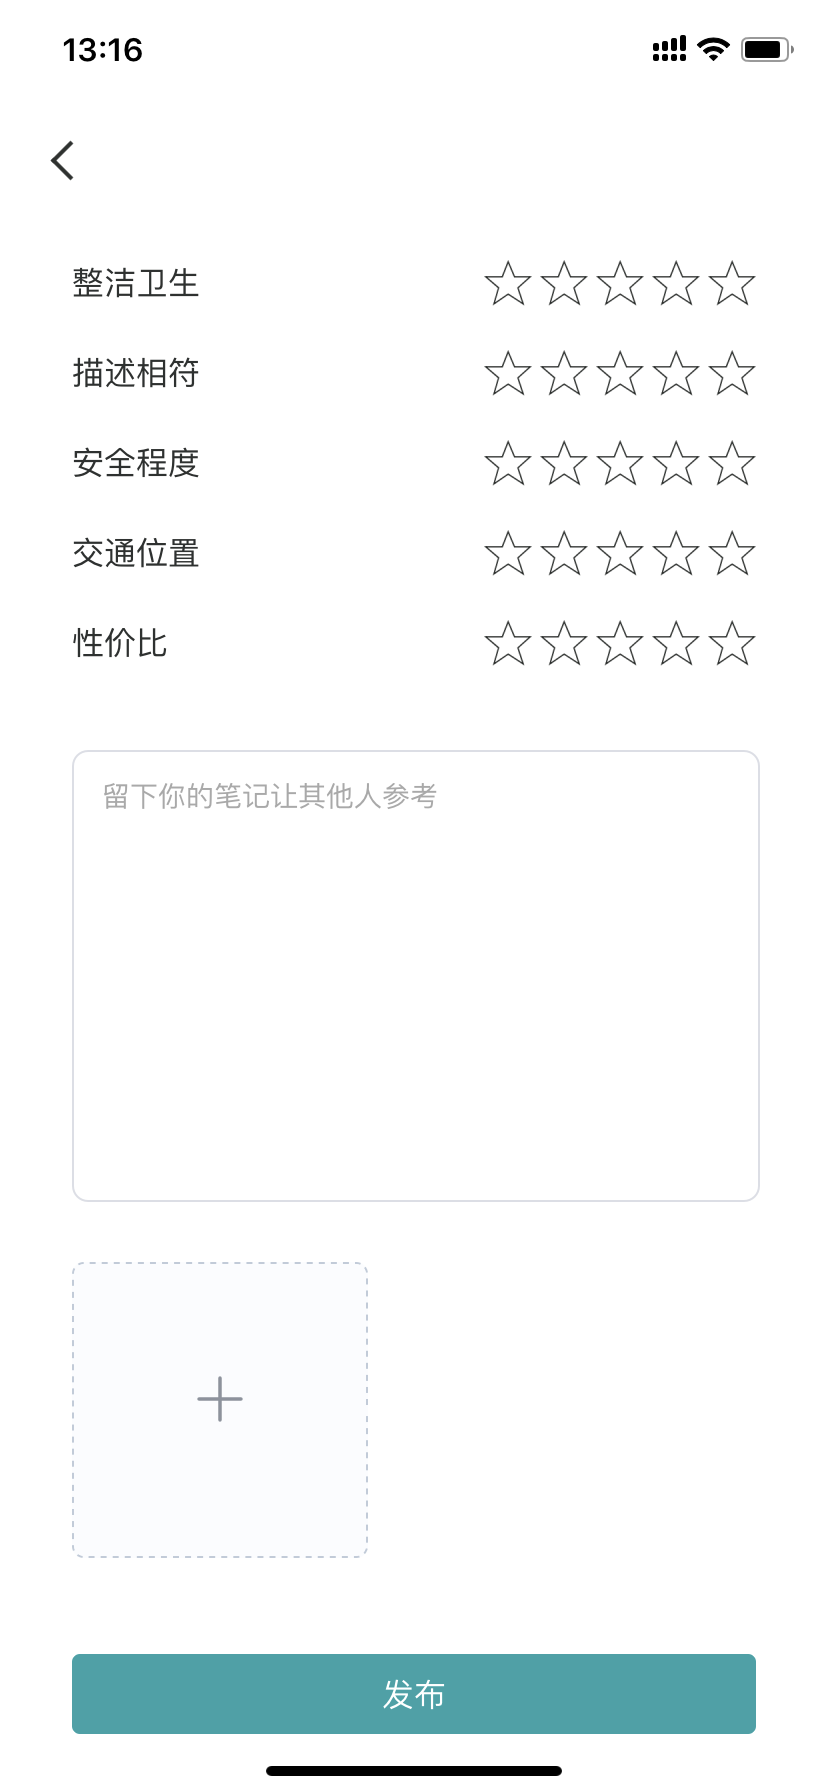 13:16
整洁卫生
描述相符
安全程度
交通位置
性价比
留下你的笔记让其他人参考
发布